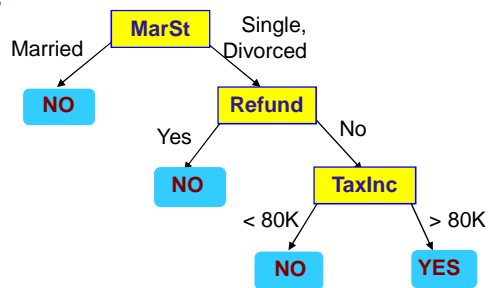 MarSt
Married
Single,
Divorced
NO
Refund
Yes
No
NO
TaxInc
< 80K
> 80K
NO
YES